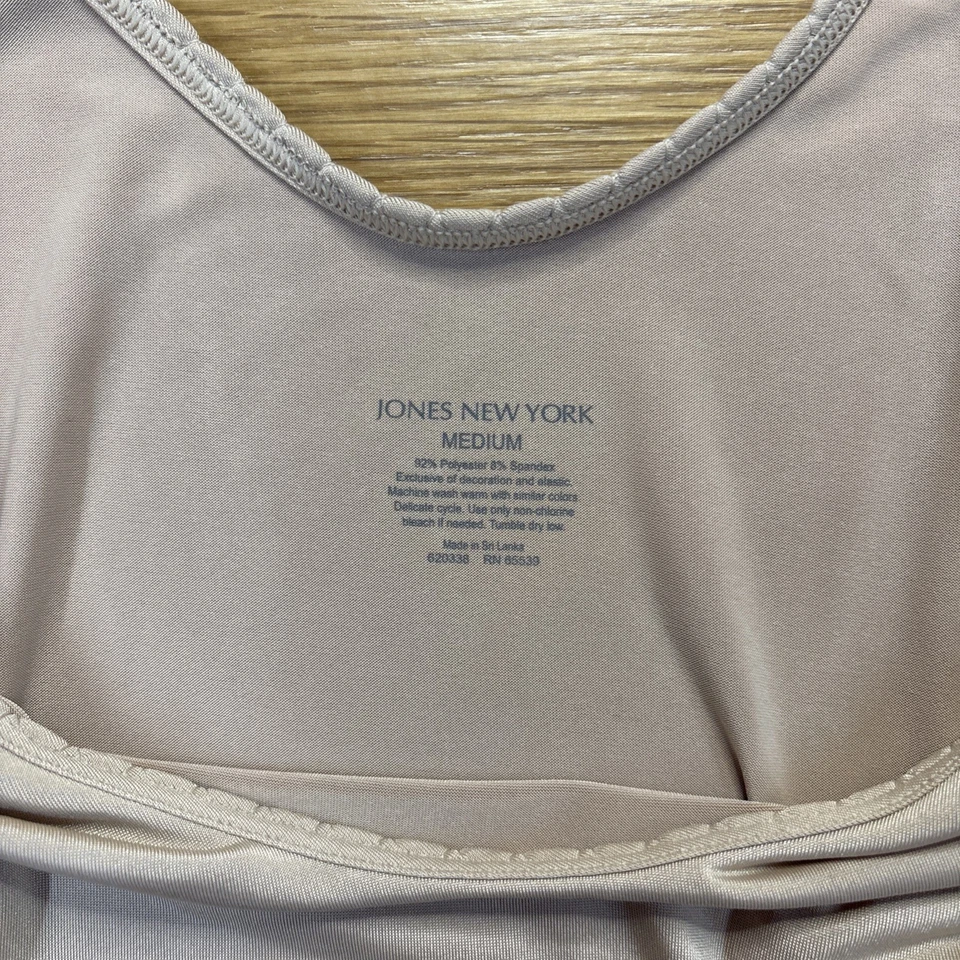 JONES NEW YORK
MEDIUM
92% Polyester 8% Spandex
Exclusive of decoration and elastic.
Machine wash warm with similar colors
Delicate cycle. Use only non-chlorine
bleach if needed. Tumble dry low.
Made in Sri Lanka
620338 RN 65539